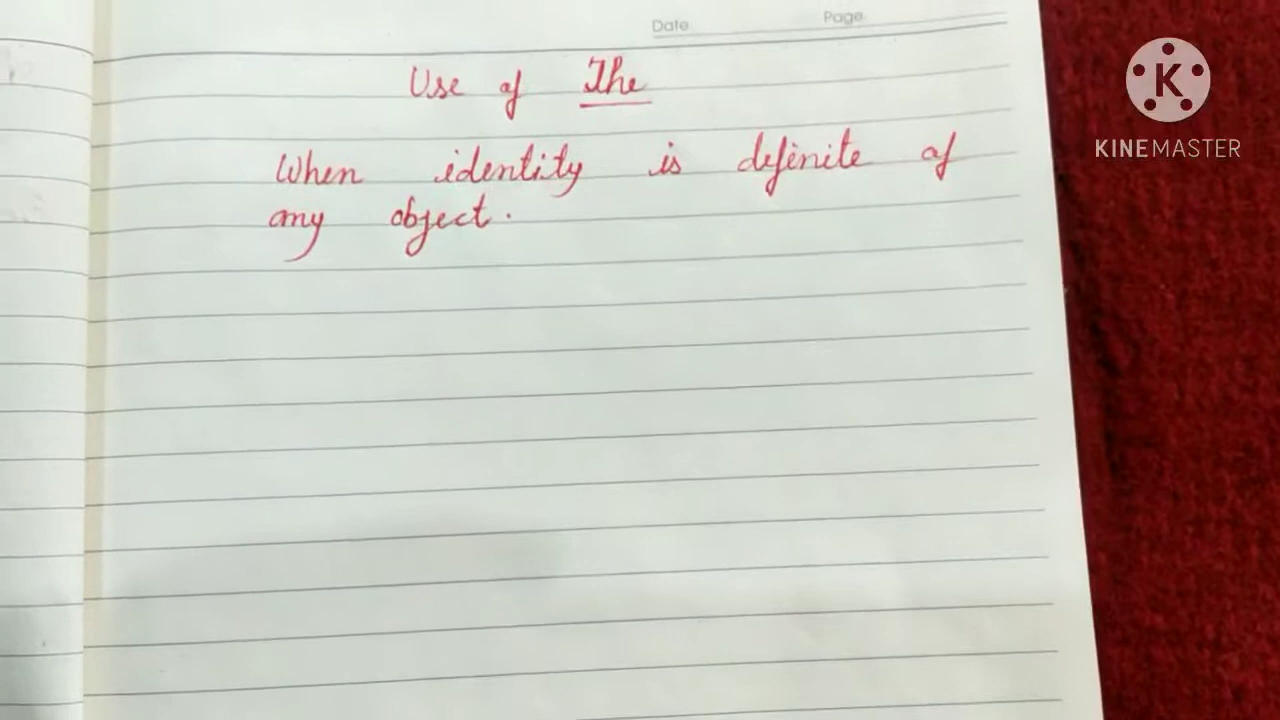 Date
Page
Use of The
When identity is definite of
any object.
K
KINEMASTER